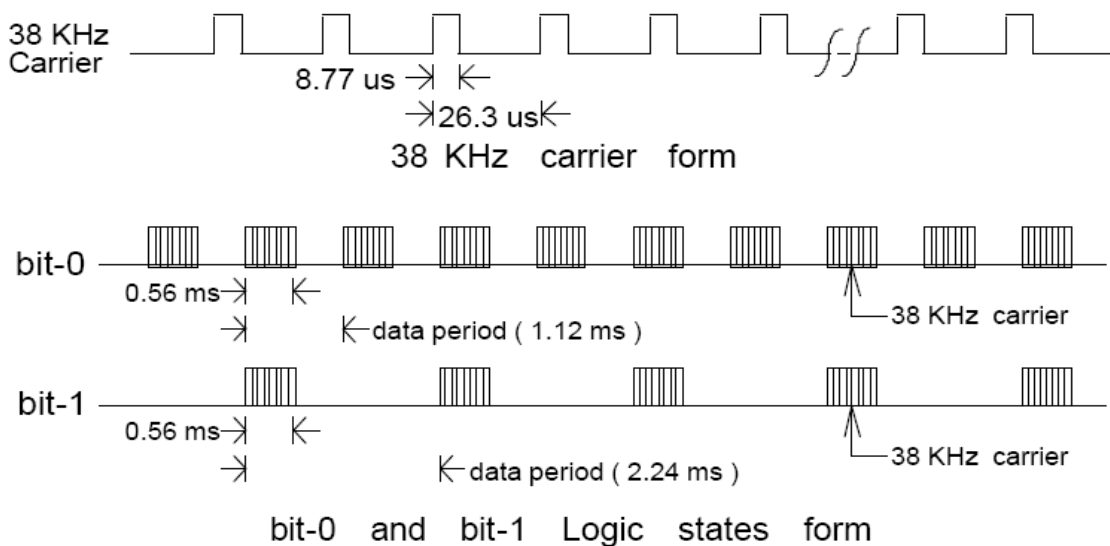 38 KHz
Carrier
8.77 us
26.3 us
38 KHz carrier form
bit-0
0.56 ms
data period ( 1.12 ms )
38 KHz carrier
bit-1
0.56 ms
data period ( 2.24 ms )
38 KHz carrier
bit-0 and bit-1 Logic states form